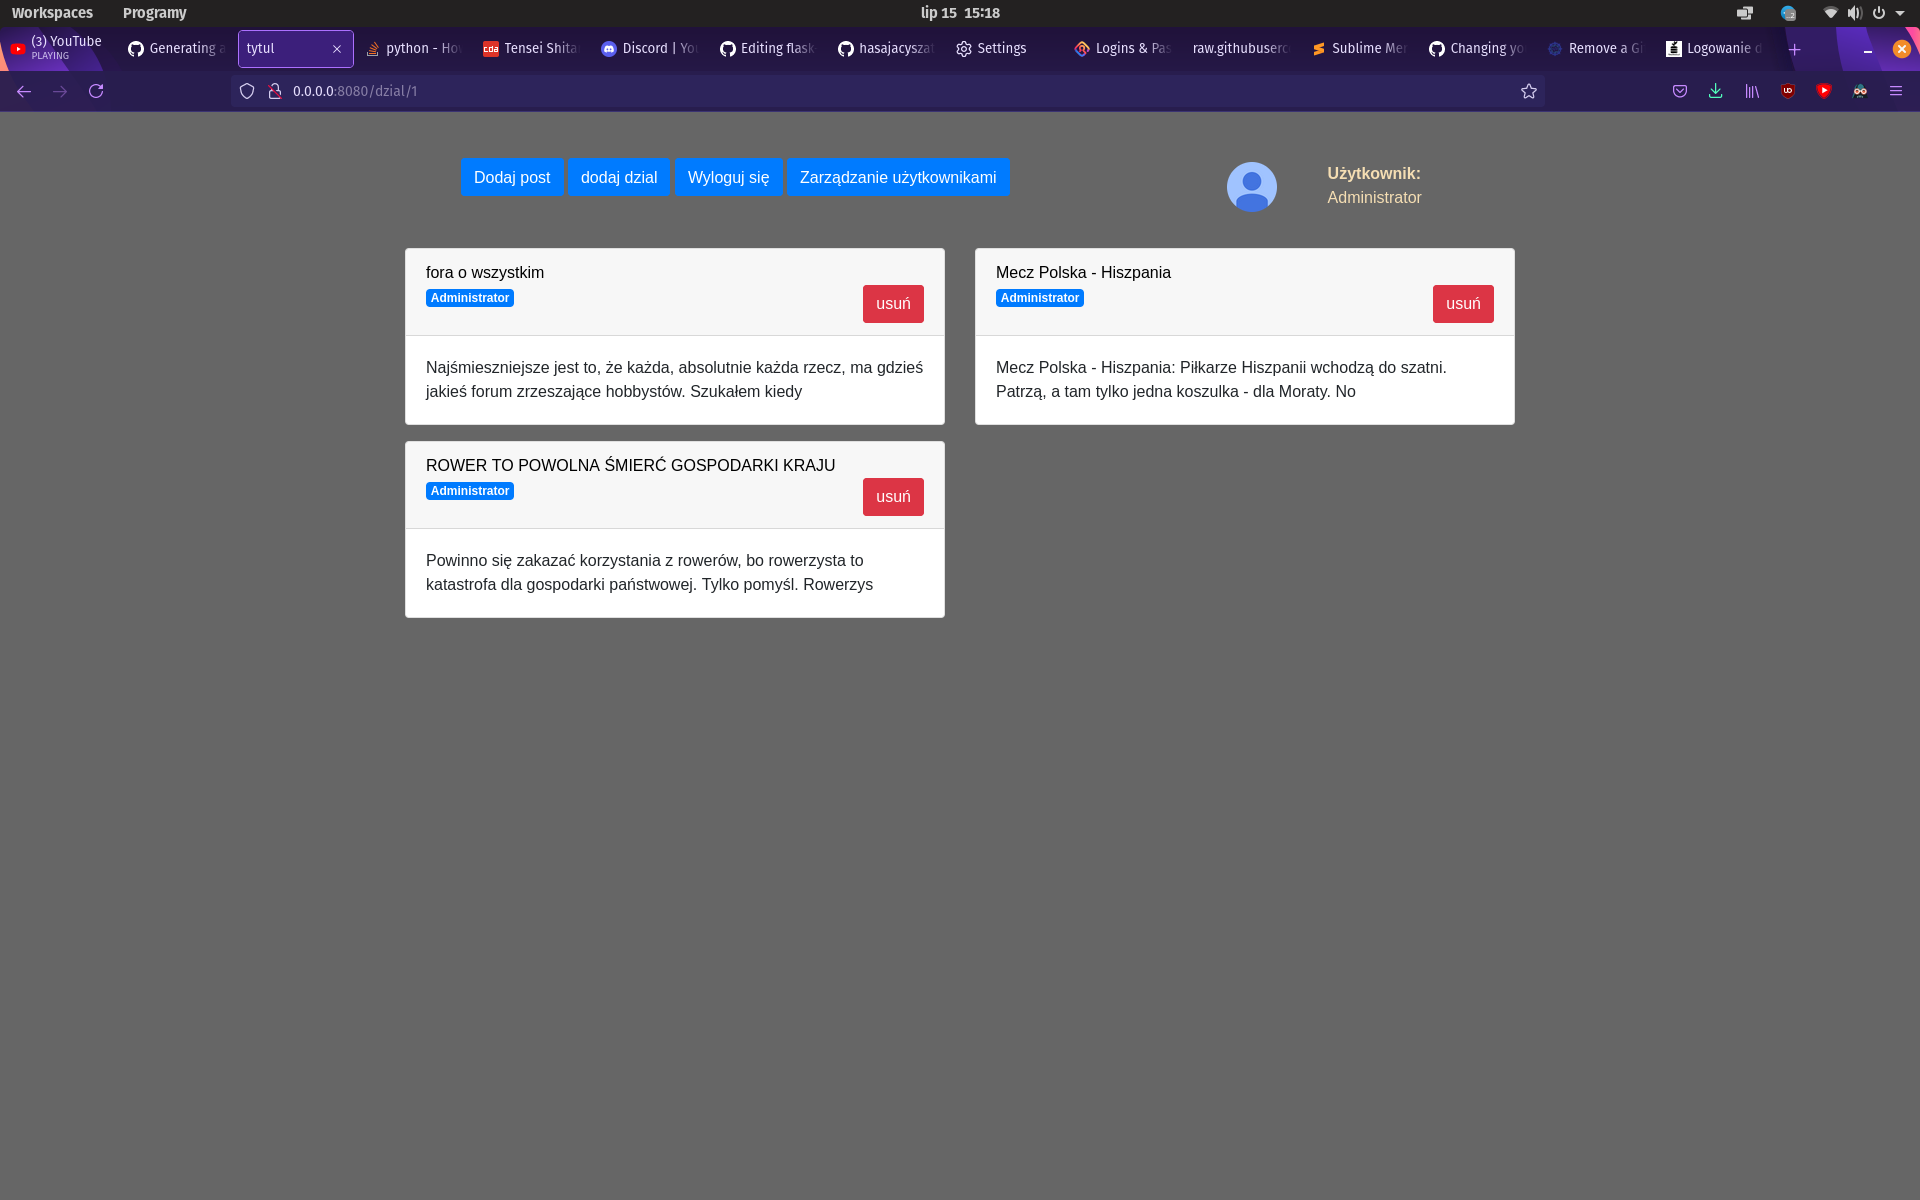 Workspaces Programy lip 15 15:18
(3) YouTube
PLAYING
Generating a
tytul
python - Ho
Tensei Shita
Discord | Yo
Editing flask
hasajacysza
Settings
Logins & Pas
raw.githubuserc
Sublime Mer
Changing yo
Remove a Gi
Logowanie d
0.0.0.0:8080/dzial/1
Dodaj post
dodaj dzial
Wyloguj się
Zarządzanie użytkownikami
Użytkownik:
Administrator
fora o wszystkim
Administrator
usuń
Najśmieszniejsze jest to, że każda, absolutnie każda rzecz, ma gdzieś
jakieś forum zrzeszające hobbystów. Szukałem kiedy
Mecz Polska - Hiszpania
Administrator
usuń
Mecz Polska - Hiszpania: Piłkarze Hiszpanii wchodzą do szatni.
Patrzą, a tam tylko jedna koszulka - dla Moraty. No
ROWER TO POWOLNA ŚMIERĆ GOSPODARKI KRAJU
Administrator
usuń
Powinno się zakazać korzystania z rowerów, bo rowerzysta to
katastrofa dla gospodarki państwowej. Tylko pomyśl. Rowerzys